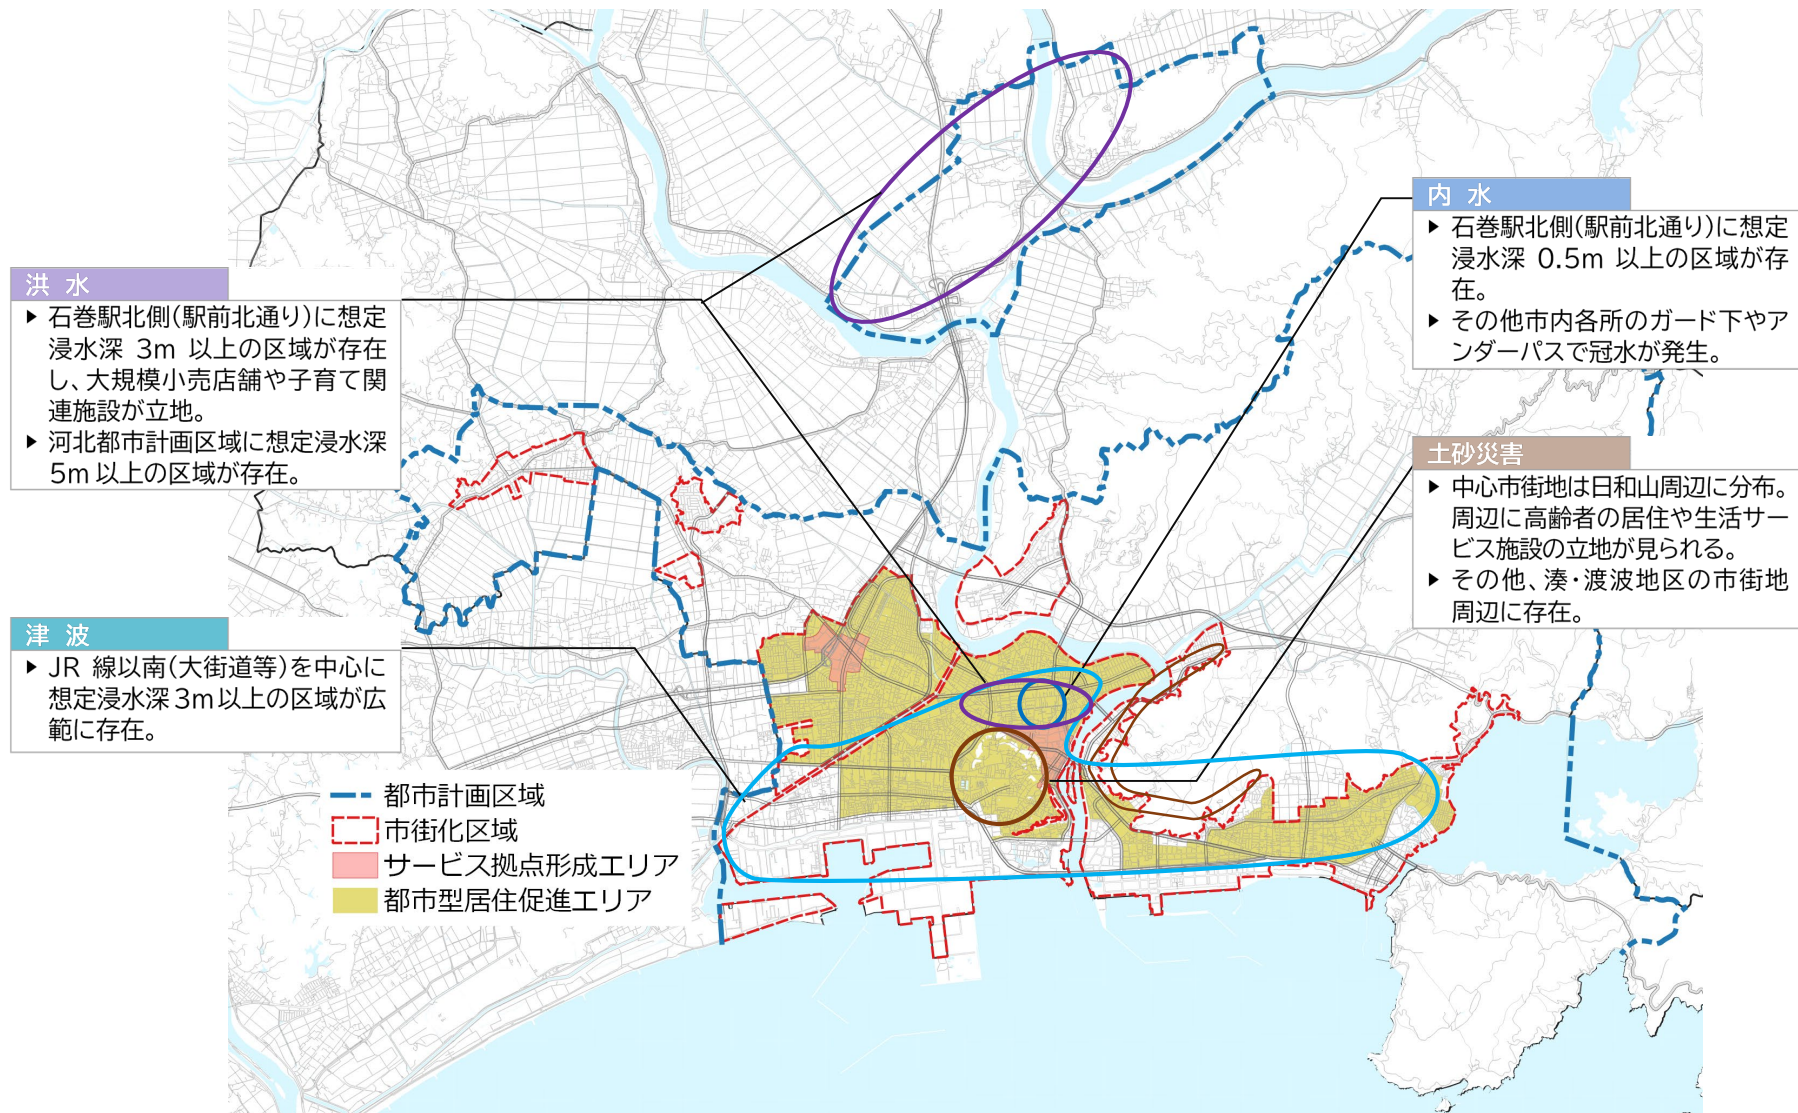 洪 水
▶ 石巻駅北側(駅前北通り)に想定
浸水深 3m 以上の区域が存在
し、大規模小売店舗や子育て関
連施設が立地。
▶ 河北都市計画区域に想定浸水深
5m 以上の区域が存在。
津 波
▶ JR 線以南(大街道等)を中心に
想定浸水深3m以上の区域が広
範に存在。
都市計画区域
市街化区域
サービス拠点形成エリア
都市型居住促進エリア
内 水
▶ 石巻駅北側(駅前北通り)に想定
浸水深 0.5m 以上の区域が存
在。
▶ その他市内各所のガード下やア
ンダーパスで冠水が発生。
土砂災害
▶ 中心市街地は日和山周辺に分布。
周辺に高齢者の居住や生活サー
ビス施設の立地が見られる。
▶ その他、湊・渡波地区の市街地
周辺に存在。